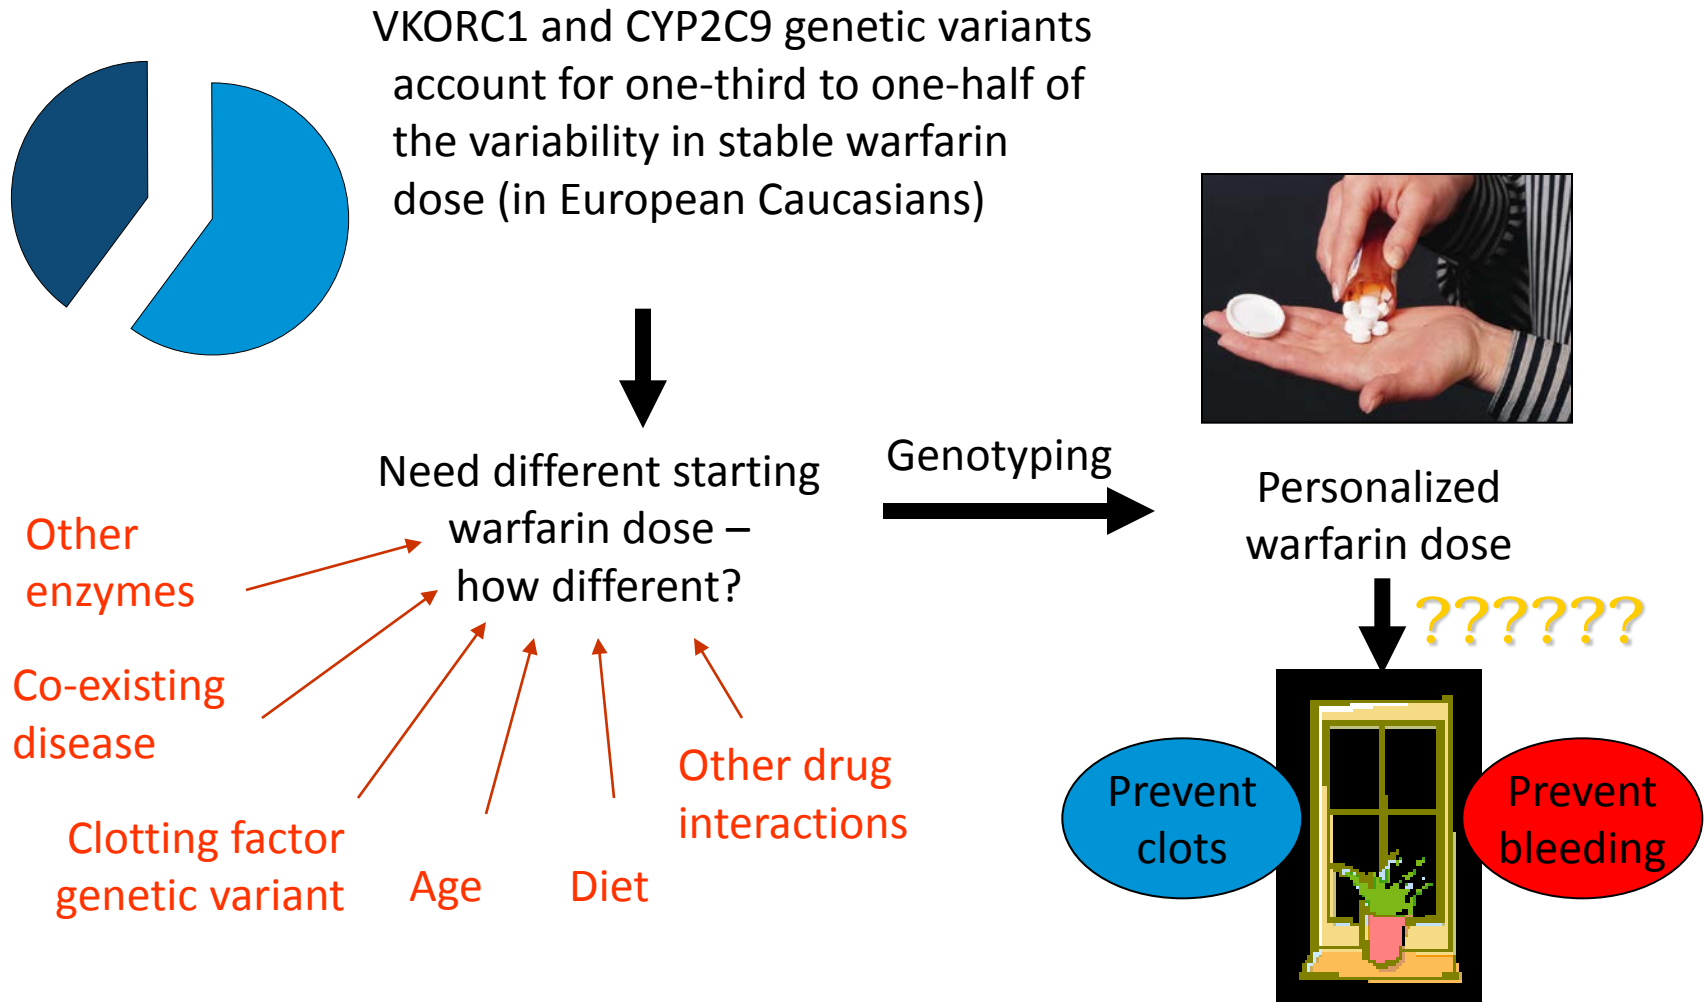 VKORC1 and CYP2C9 genetic variants
account for one-third to one-half of
the variability in stable warfarin
dose (in European Caucasians)
Need different starting
warfarin dose –
how different?
Genotyping
Personalized
warfarin dose
??????
Other
enzymes
Co-existing
disease
Clotting factor
genetic variant
Age
Diet
Other drug
interactions
Prevent
clots
Prevent
bleeding